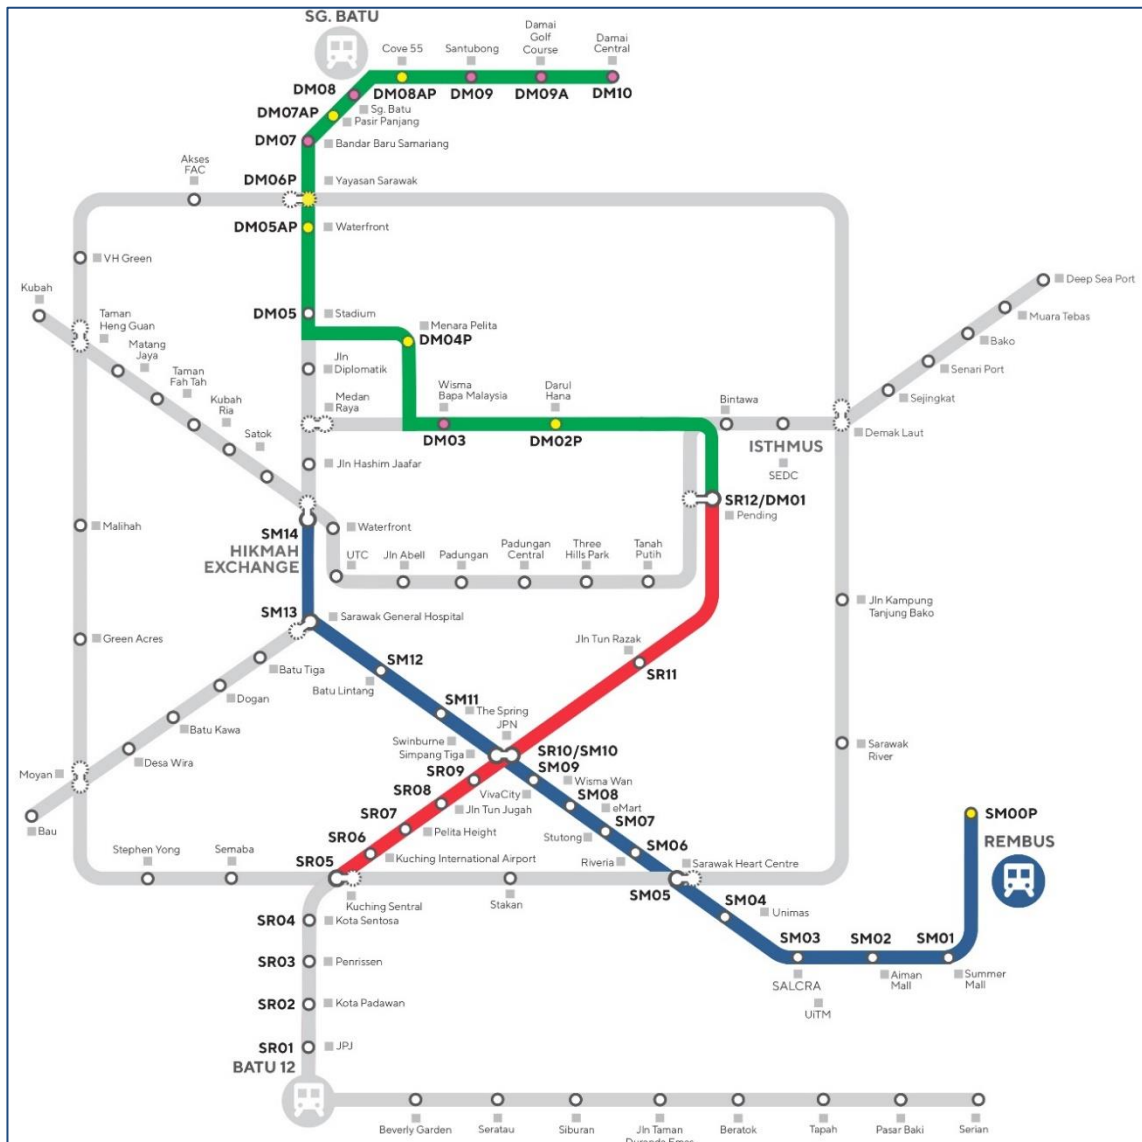 SG. BATU
Cove 55
Santubong
Damai
Golf
Course
Damai
Central
DM08
DM08AP
DM09
DM09A
DM10
DM07AP
Sg. Batu
Pasir Panjang
DM07
Bandar Baru Samariang
Akses
FAC
DM06P
Yayasan Sarawak
DM05AP
Waterfront
VH Green
Kubah
Deep Sea Port
DM05
Stadium
Muara Tebas
Taman
Heng Guan
Menara Pelita
DM04P
Bako
Matang
Jaya
Senari Port
Taman
Fah Tah
Jln
Diplomatik
Sejingkat
Kubah
Ria
Medan
Raya
Wisma
Bapa Malaysia
Darul
Hana
Bintawa
Satok
DM03
DM02P
ISTHMUS
SEDC
Demak Laut
Jln Hashim Jaafar
SR12/DM01
Pending
Malihah
SM14
HIKMAH
EXCHANGE
Waterfront
UTC
Jln Abell
Padungan
Padungan
Central
Three
Hills Park
Tanah
Putih
Jln Kampung
Tanjung Bako
SM13
Sarawak General Hospital
Green Acres
Jln Tun Razak
SR11
Batu Tiga
SM12
Batu Lintang
Dogan
SM11
The Spring
JPN
Batu Kawa
Swinburne
Simpang Tiga
SR10/SM10
Desa Wira
Sarawak
River
Moyan
SR09
SM09
Wisma Wan
SR08
VivaCity
SM08
eMart
Bau
Jln Tun Jugah
SR07
Pelita Height
Stutong
SM07
SM00P
REMBUS
SR06
Kuching International Airport
Riveria
SM06
Stephen Yong
Semaba
SR05
Sarawak Heart Centre
Kuching Sentral
Stakan
SM05
SM04
Unimas
SR04
Kota Sentosa
SM03
SM02
SM01
SR03
Penrissen
SALCRA
Aiman
Mall
Summer
Mall
UiTM
SR02
Kota Padawan
SR01
JPJ
BATU 12
Beverly Garden
Seratau
Siburan
Jln Taman
Duranda Emas
Beratok
Tapah
Pasar Baki
Serian